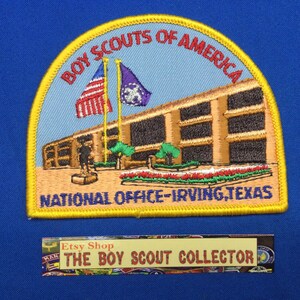 BOY SCOUTS OF AMERICA
NATIONAL OFFICE-IRVING,TEXAS
Etsy Shop
THE BOY SCOUT COLLECTOR